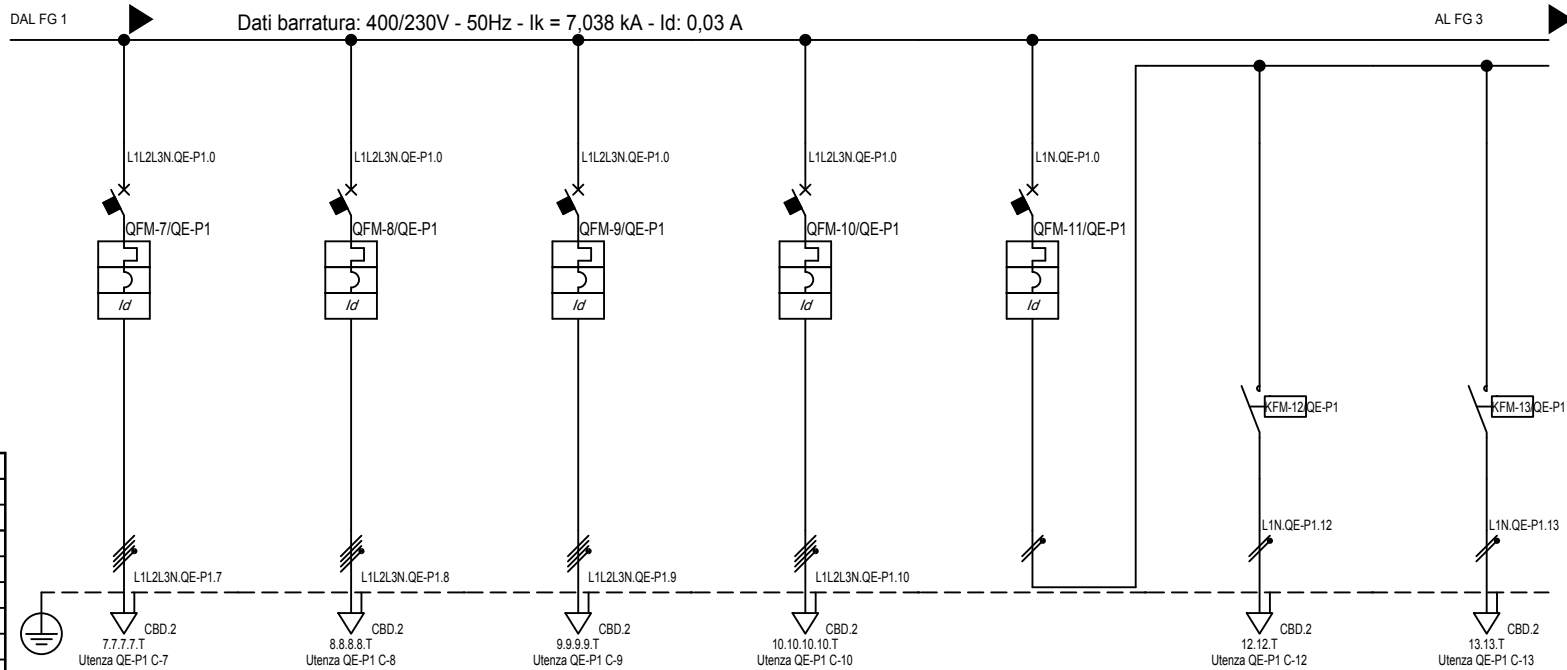 DAL FG 1
Dati barratura: 400/230V - 50Hz - Ik = 7,038 kA - Id: 0,03 A
AL FG 3
L1L2L3N.QE-P1.0
L1L2L3N.QE-P1.0
L1L2L3N.QE-P1.0
L1L2L3N.QE-P1.0
L1N.QE-P1.0
QFM-7/QE-P1
QFM-8/QE-P1
QFM-9/QE-P1
QFM-10/QE-P1
QFM-11/QE-P1
Id
Id
Id
Id
Id
KFM-12/QE-P1
KFM-13/QE-P1
L1N.QE-P1.12
L1N.QE-P1.13
L1L2L3N.QE-P1.7
L1L2L3N.QE-P1.8
L1L2L3N.QE-P1.9
L1L2L3N.QE-P1.10
CBD.2
CBD.2
CBD.2
CBD.2
CBD.2
CBD.2
7.7.7.7.T
8.8.8.8.T
9.9.9.9.T
10.10.10.10.T
12.12.T
13.13.T
Utenza QE-P1 C-7
Utenza QE-P1 C-8
Utenza QE-P1 C-9
Utenza QE-P1 C-10
Utenza QE-P1 C-12
Utenza QE-P1 C-13